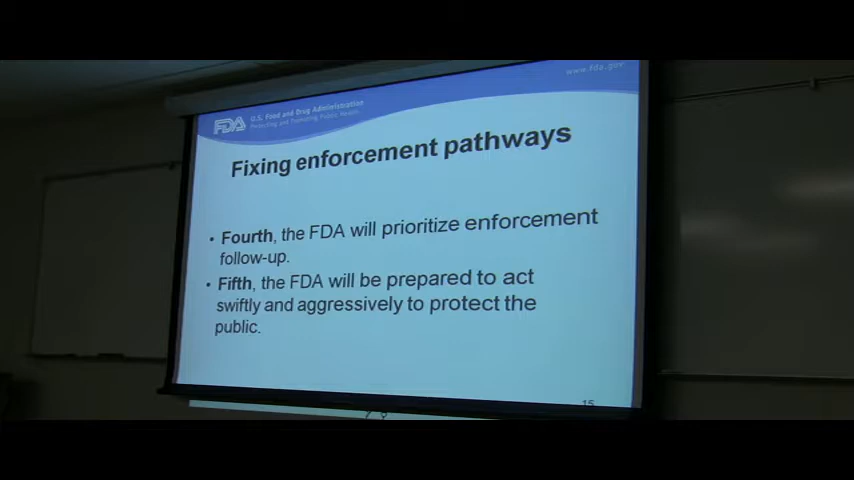 www.fda.gov
FDA
U.S. Food and Drug Administration
Protecting and Promoting Public Health
Fixing enforcement pathways
• Fourth, the FDA will prioritize enforcement
follow-up.
• Fifth, the FDA will be prepared to act
swiftly and aggressively to protect the
public.
15